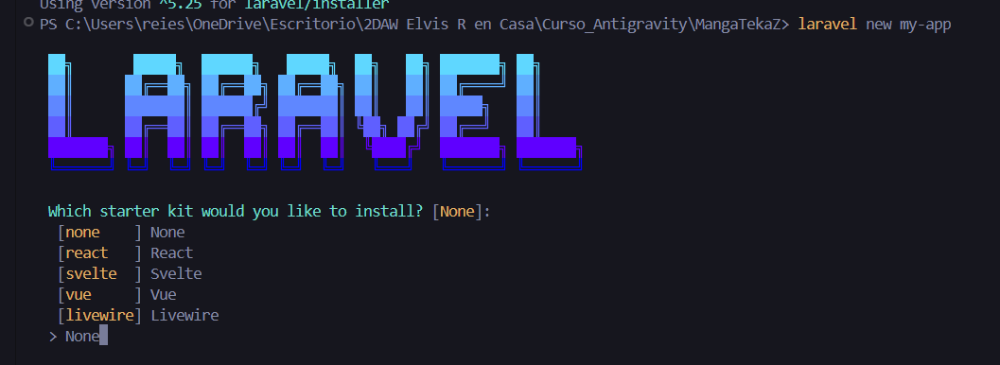 Using version ^5.25 for laravel/installer
PS C:\Users\reies\OneDrive\Escritorio\2DAW Elvis R en Casa\Curso_Antigravity\MangaTekaZ> laravel new my-app
LARAVEL
Which starter kit would you like to install? [None]:
[none    ] None
[react   ] React
[svelte  ] Svelte
[vue     ] Vue
[livewire] Livewire
> None